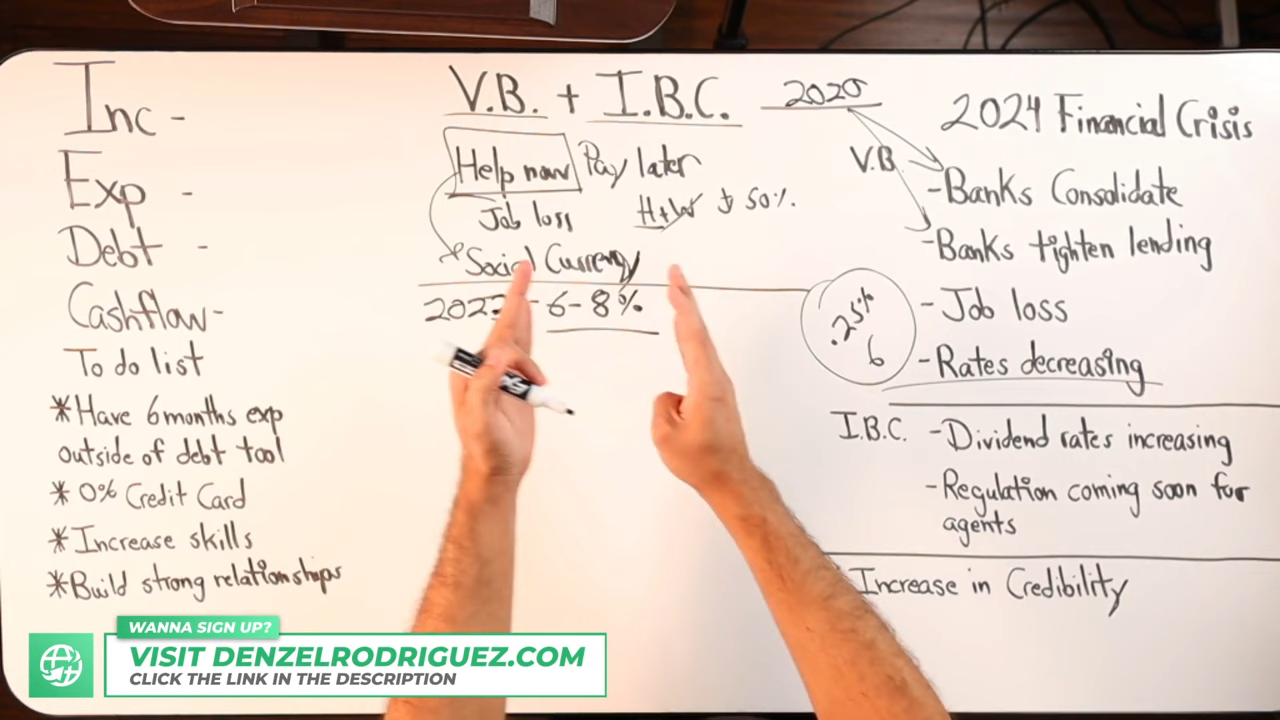 Inc -
Exp -
Debt -
Cashflow -
To do list
*Have 6 months exp
outside of debt tool
* 0% Credit Card
*Increase skills
*Build strong relationships
V.B. + I.B.C.
Help now Pay later
Job loss H+W ↓ 50%.
*Social Currency
6-8%
2020
2024 Financial Crisis
V.B.
-Banks Consolidate
-Banks tighten lending
.25%
6
-Job loss
-Rates decreasing
I.B.C. -Dividend rates increasing
-Regulation coming soon for
agents
Increase in Credibility
WANNA SIGN UP?
VISIT DENZELRODRIGUEZ.COM
CLICK THE LINK IN THE DESCRIPTION